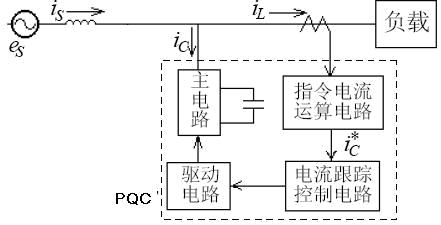 i_S
i_L
负载
e_S
i_C
主
电
路
指令电流
运算电路
i_C^*
驱动
电路
电流跟踪
控制电路
PQC